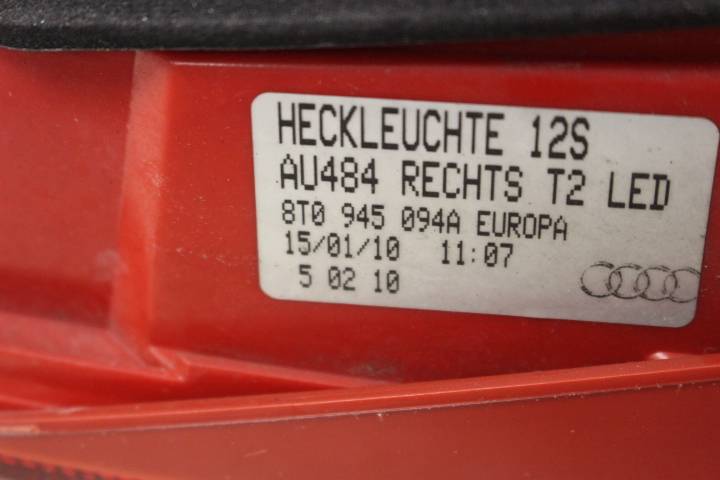 HECKLEUCHTE 12S
AU484 RECHTS T2 LED
8T0 945 094A EUROPA
15/01/10 11:07
5 02 10